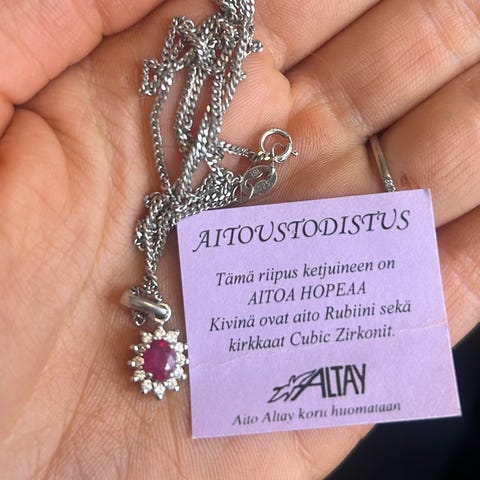 AITOUSTODISTUS
Tämä riipus ketjuineen on
AITOA HOPEAA
Kivinä ovat aito Rubiini sekä
kirkkaat Cubic Zirkonit.
ALTAY
Aito Altay koru huomataan